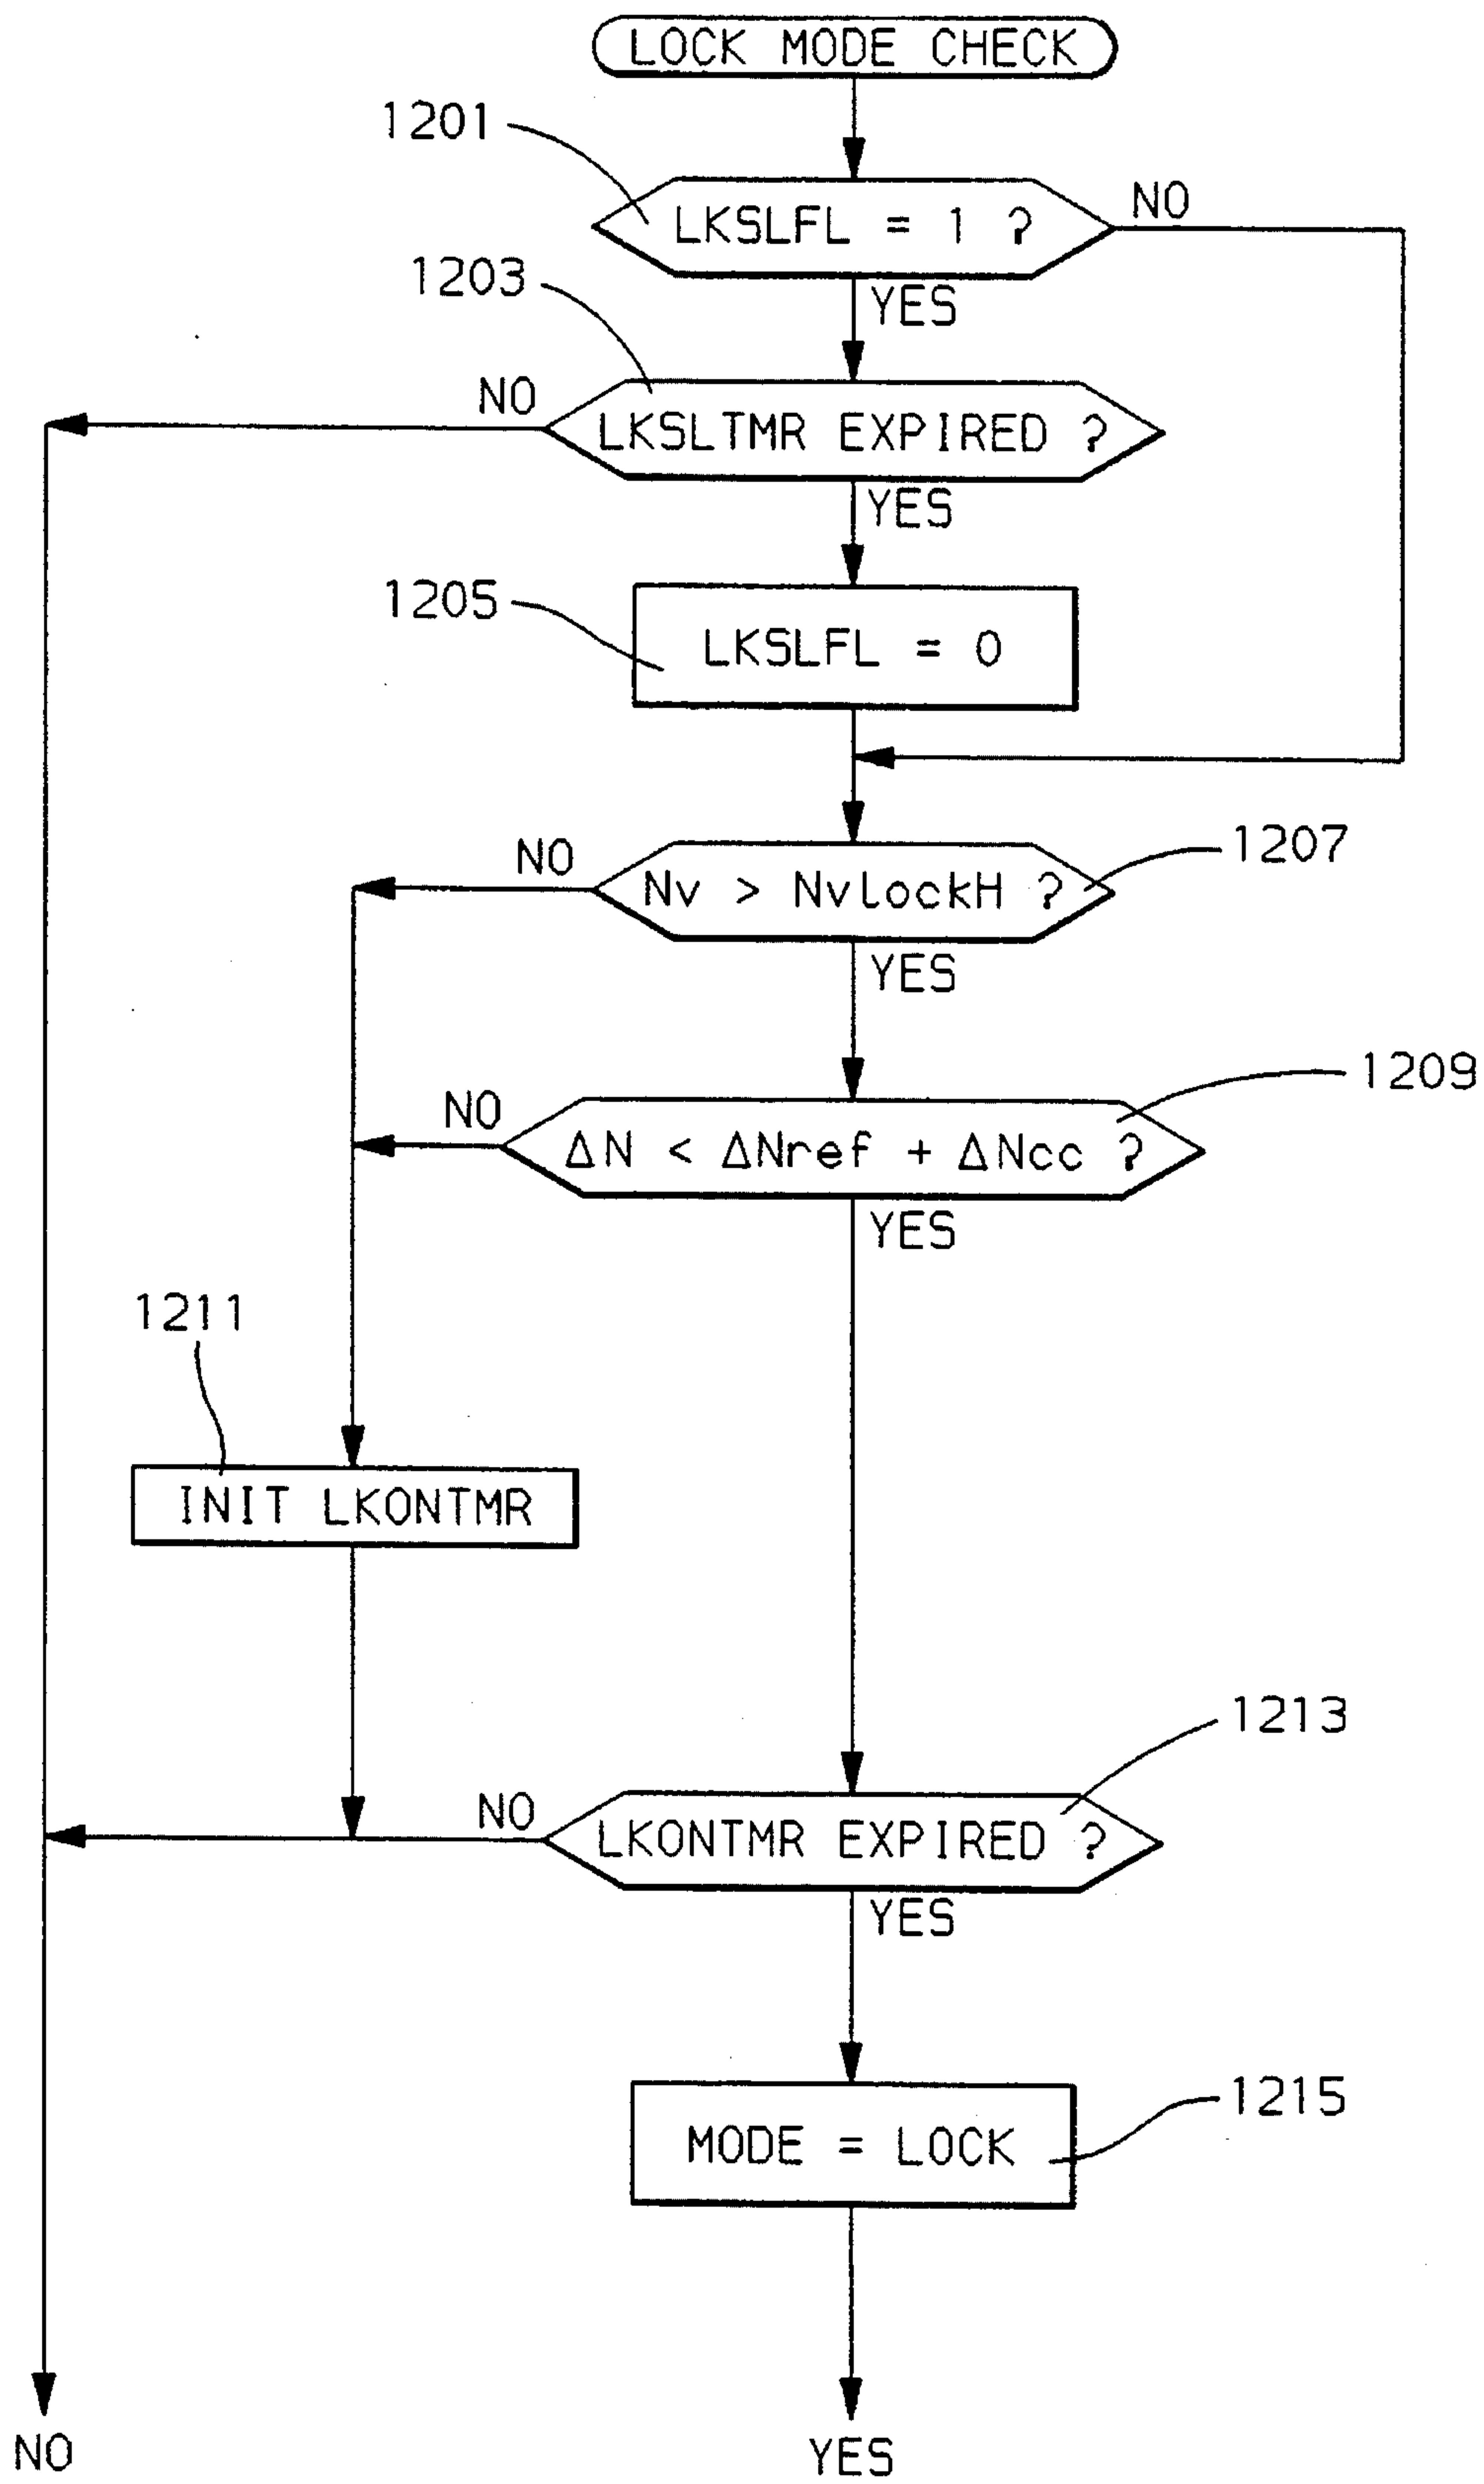 LOCK MODE CHECK
1201
LKSLFL = 1 ?
NO
YES
1203
NO
LKSLTMR EXPIRED ?
YES
1205
LKSLFL = 0
NO
Nv > NvlockH ?
1207
YES
1209
NO
ΔN < ΔNref + ΔNcc ?
YES
1211
INIT LKONTMR
1213
NO
LKONTMR EXPIRED ?
YES
MODE = LOCK
1215
NO
YES